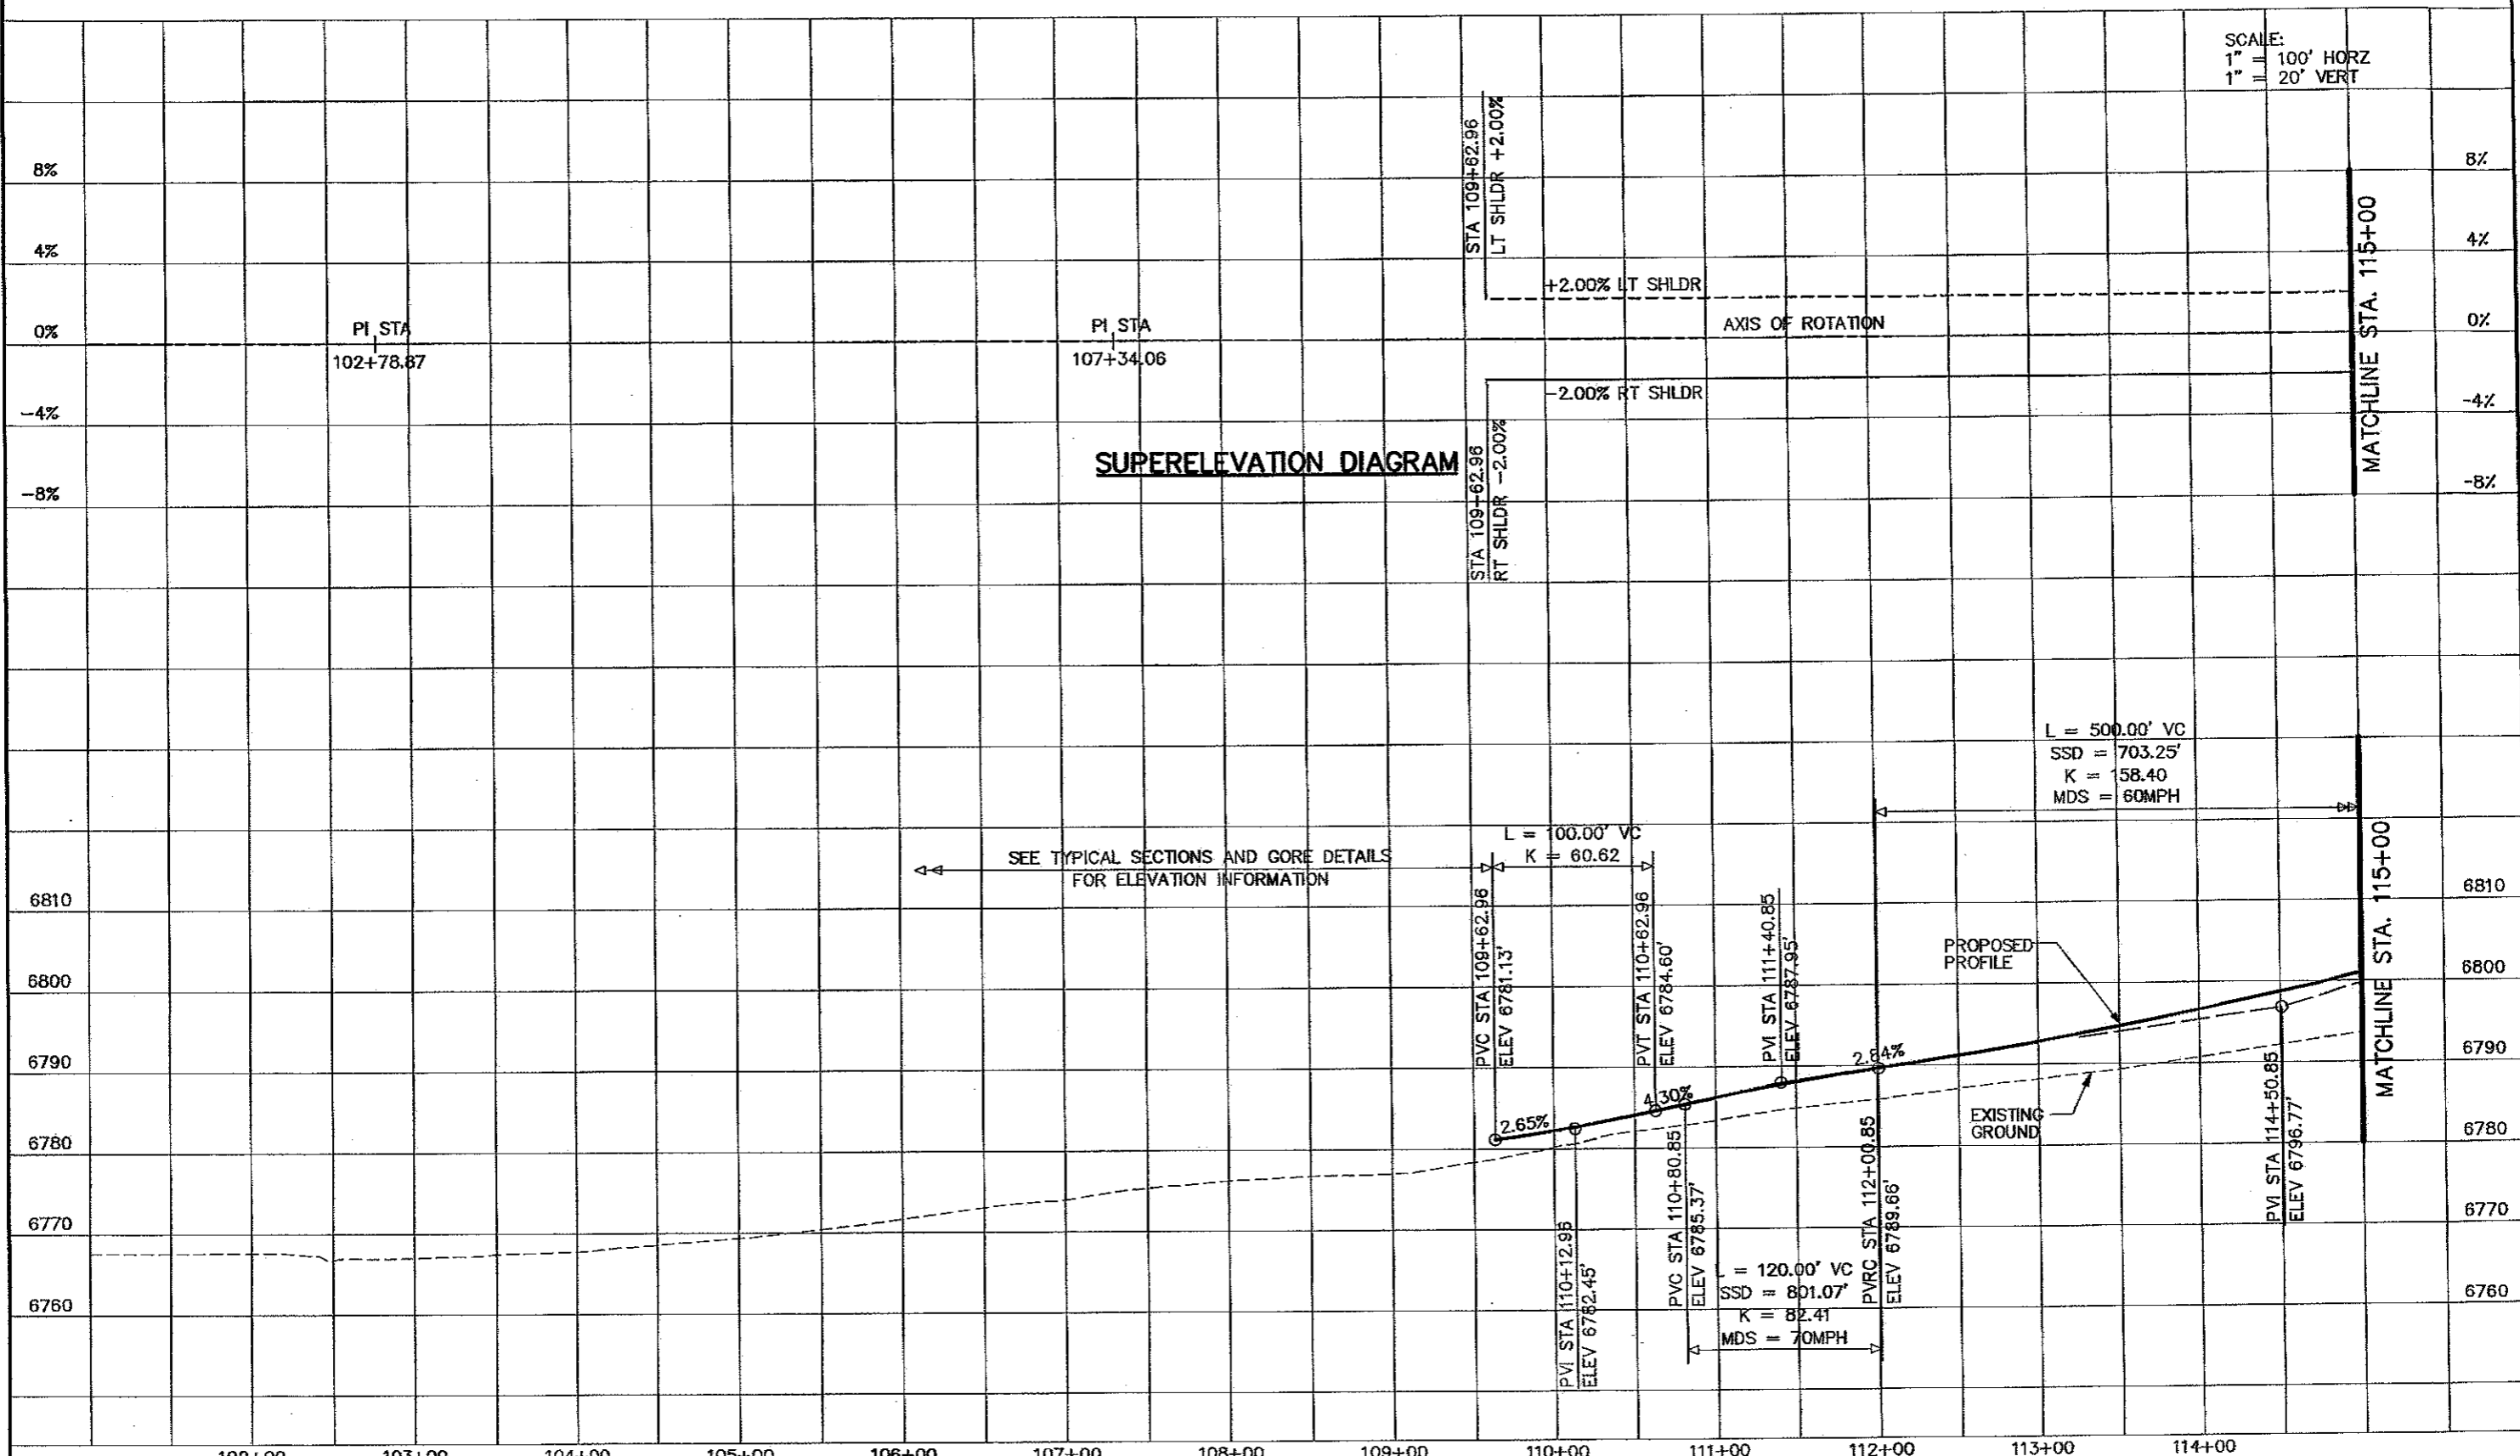 SCALE:
1" = 100' HORZ
1" = 20' VERT
8%
4%
0%
-4%
-8%
8%
4%
0%
-4%
-8%
STA 109+62.96
LT SHLDR +2.00%
+2.00% LT SHLDR
PI STA
102+78.87
PI STA
107+34.06
AXIS OF ROTATION
-2.00% RT SHLDR
STA 109+62.96
RT SHLDR -2.00%
MATCHLINE STA. 115+00
SUPERELEVATION DIAGRAM
L = 500.00' VC
SSD = 703.25'
K = 158.40
MDS = 60MPH
L = 100.00' VC
K = 60.62
SEE TYPICAL SECTIONS AND GORE DETAILS
FOR ELEVATION INFORMATION
6810
6800
6790
6780
6770
6760
6810
6800
6790
6780
6770
6760
PVC STA 109+62.96
ELEV 6781.13'
PVT STA 110+62.96
ELEV 6784.60'
PVI STA 111+40.85
ELEV 6787.95'
PROPOSED
PROFILE
MATCHLINE STA. 115+00
2.65%
4.30%
2.84%
EXISTING
GROUND
PVI STA 110+12.96
ELEV 6782.45'
PVC STA 110+80.85
ELEV 6785.37'
PVRC STA 112+00.85
ELEV 6789.66'
PVI STA 114+50.85
ELEV 6796.77'
L = 120.00' VC
SSD = 801.07'
K = 82.41
MDS = 70MPH
102+00
103+00
104+00
105+00
106+00
107+00
108+00
109+00
110+00
111+00
112+00
113+00
114+00